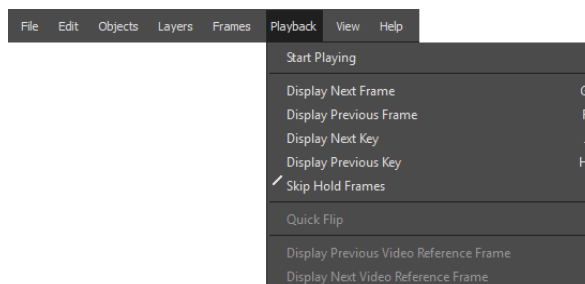 File Edit Objects Layers Frames Playback View Help
Start Playing
Display Next Frame
Display Previous Frame
Display Next Key
Display Previous Key H
Skip Hold Frames
Quick Flip
Display Previous Video Reference Frame
Display Next Video Reference Frame